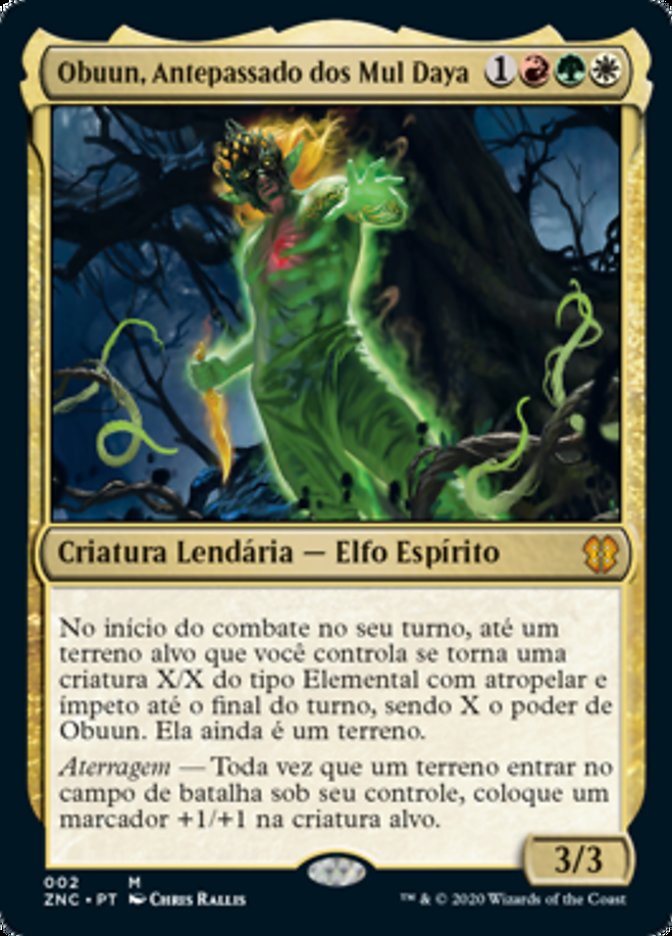 Obuun, Antepassado dos Mul Daya 1
Criatura Lendária — Elfo Espírito
No início do combate no seu turno, até um
terreno alvo que você controla se torna uma
criatura X/X do tipo Elemental com atropelar e
ímpeto até o final do turno, sendo X o poder de
Obuun. Ela ainda é um terreno.
Aterragem — Toda vez que um terreno entrar no
campo de batalha sob seu controle, coloque um
marcador +1/+1 na criatura alvo.
3/3
002 M
ZNC • PT Chris Rallis
™ & © 2020 Wizards of the Coast